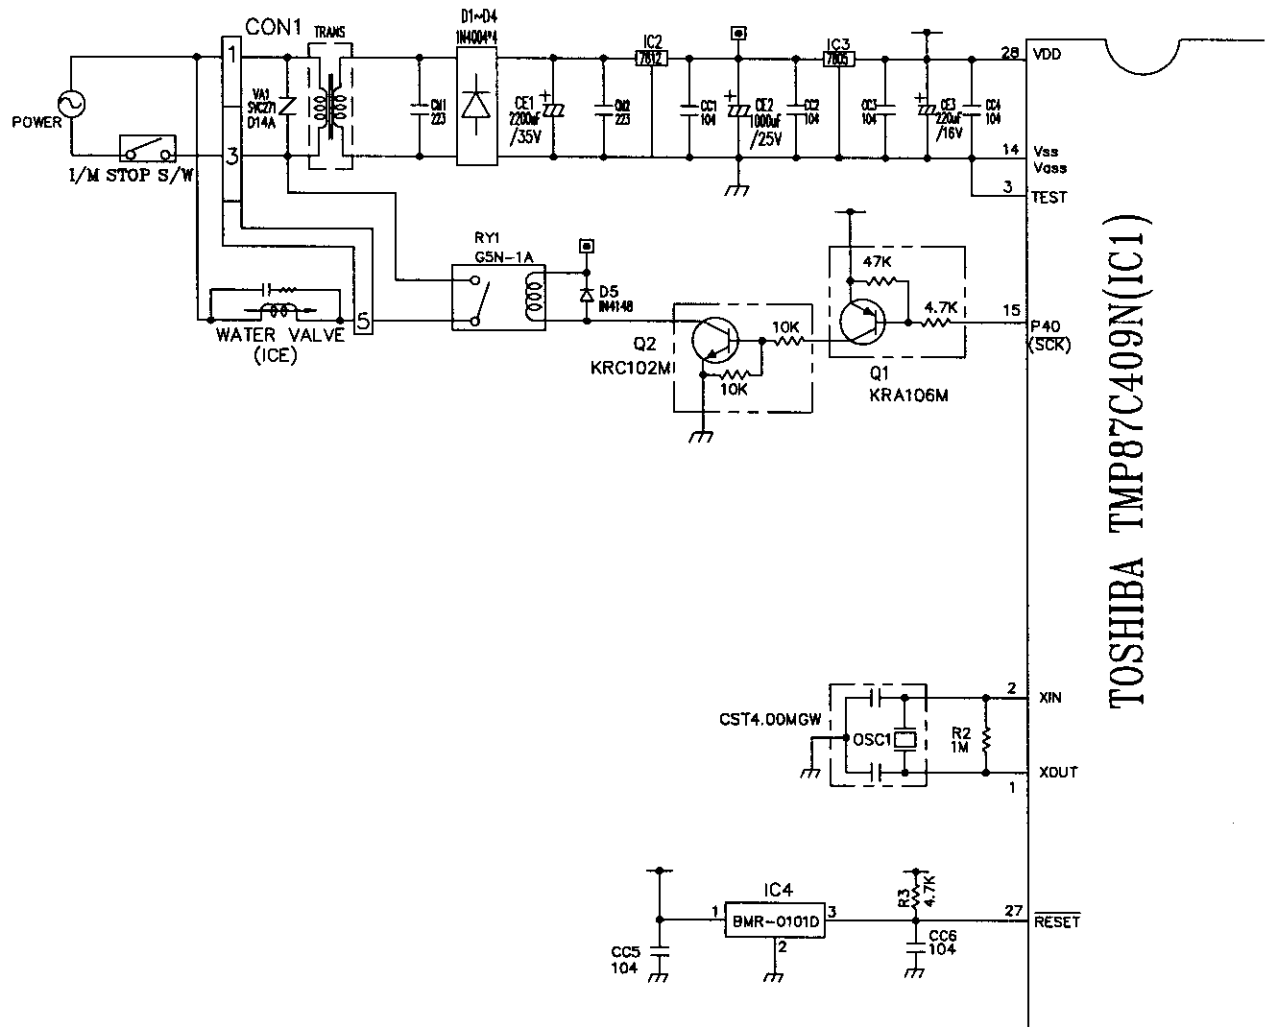 CON1
TRANS
D1~D4
1N4004*4
IC2
7812
IC3
7805
28
VDD
1
POWER
VA1
SVC271
D14A
CM1
223
CE1
2200uF
/35V
CM2
223
CC1
104
CE2
1000uF
/25V
CC2
104
CC3
104
CE3
220uF
/16V
CC4
104
3
I/M STOP S/W
14
Vss
Vass
3
TEST
RY1
G5N-1A
D5
IN4148
47K
4.7K
15
P40
(SCK)
5
WATER VALVE
(ICE)
Q2
KRC102M
10K
10K
Q1
KRA106M
TOSHIBA TMP87C409N(IC1)
CST4.00MGW
OSC1
R2
1M
2
XIN
XOUT
1
IC4
1
BMR-0101D
3
2
CC5
104
R3
4.7K
CC6
104
27
RESET